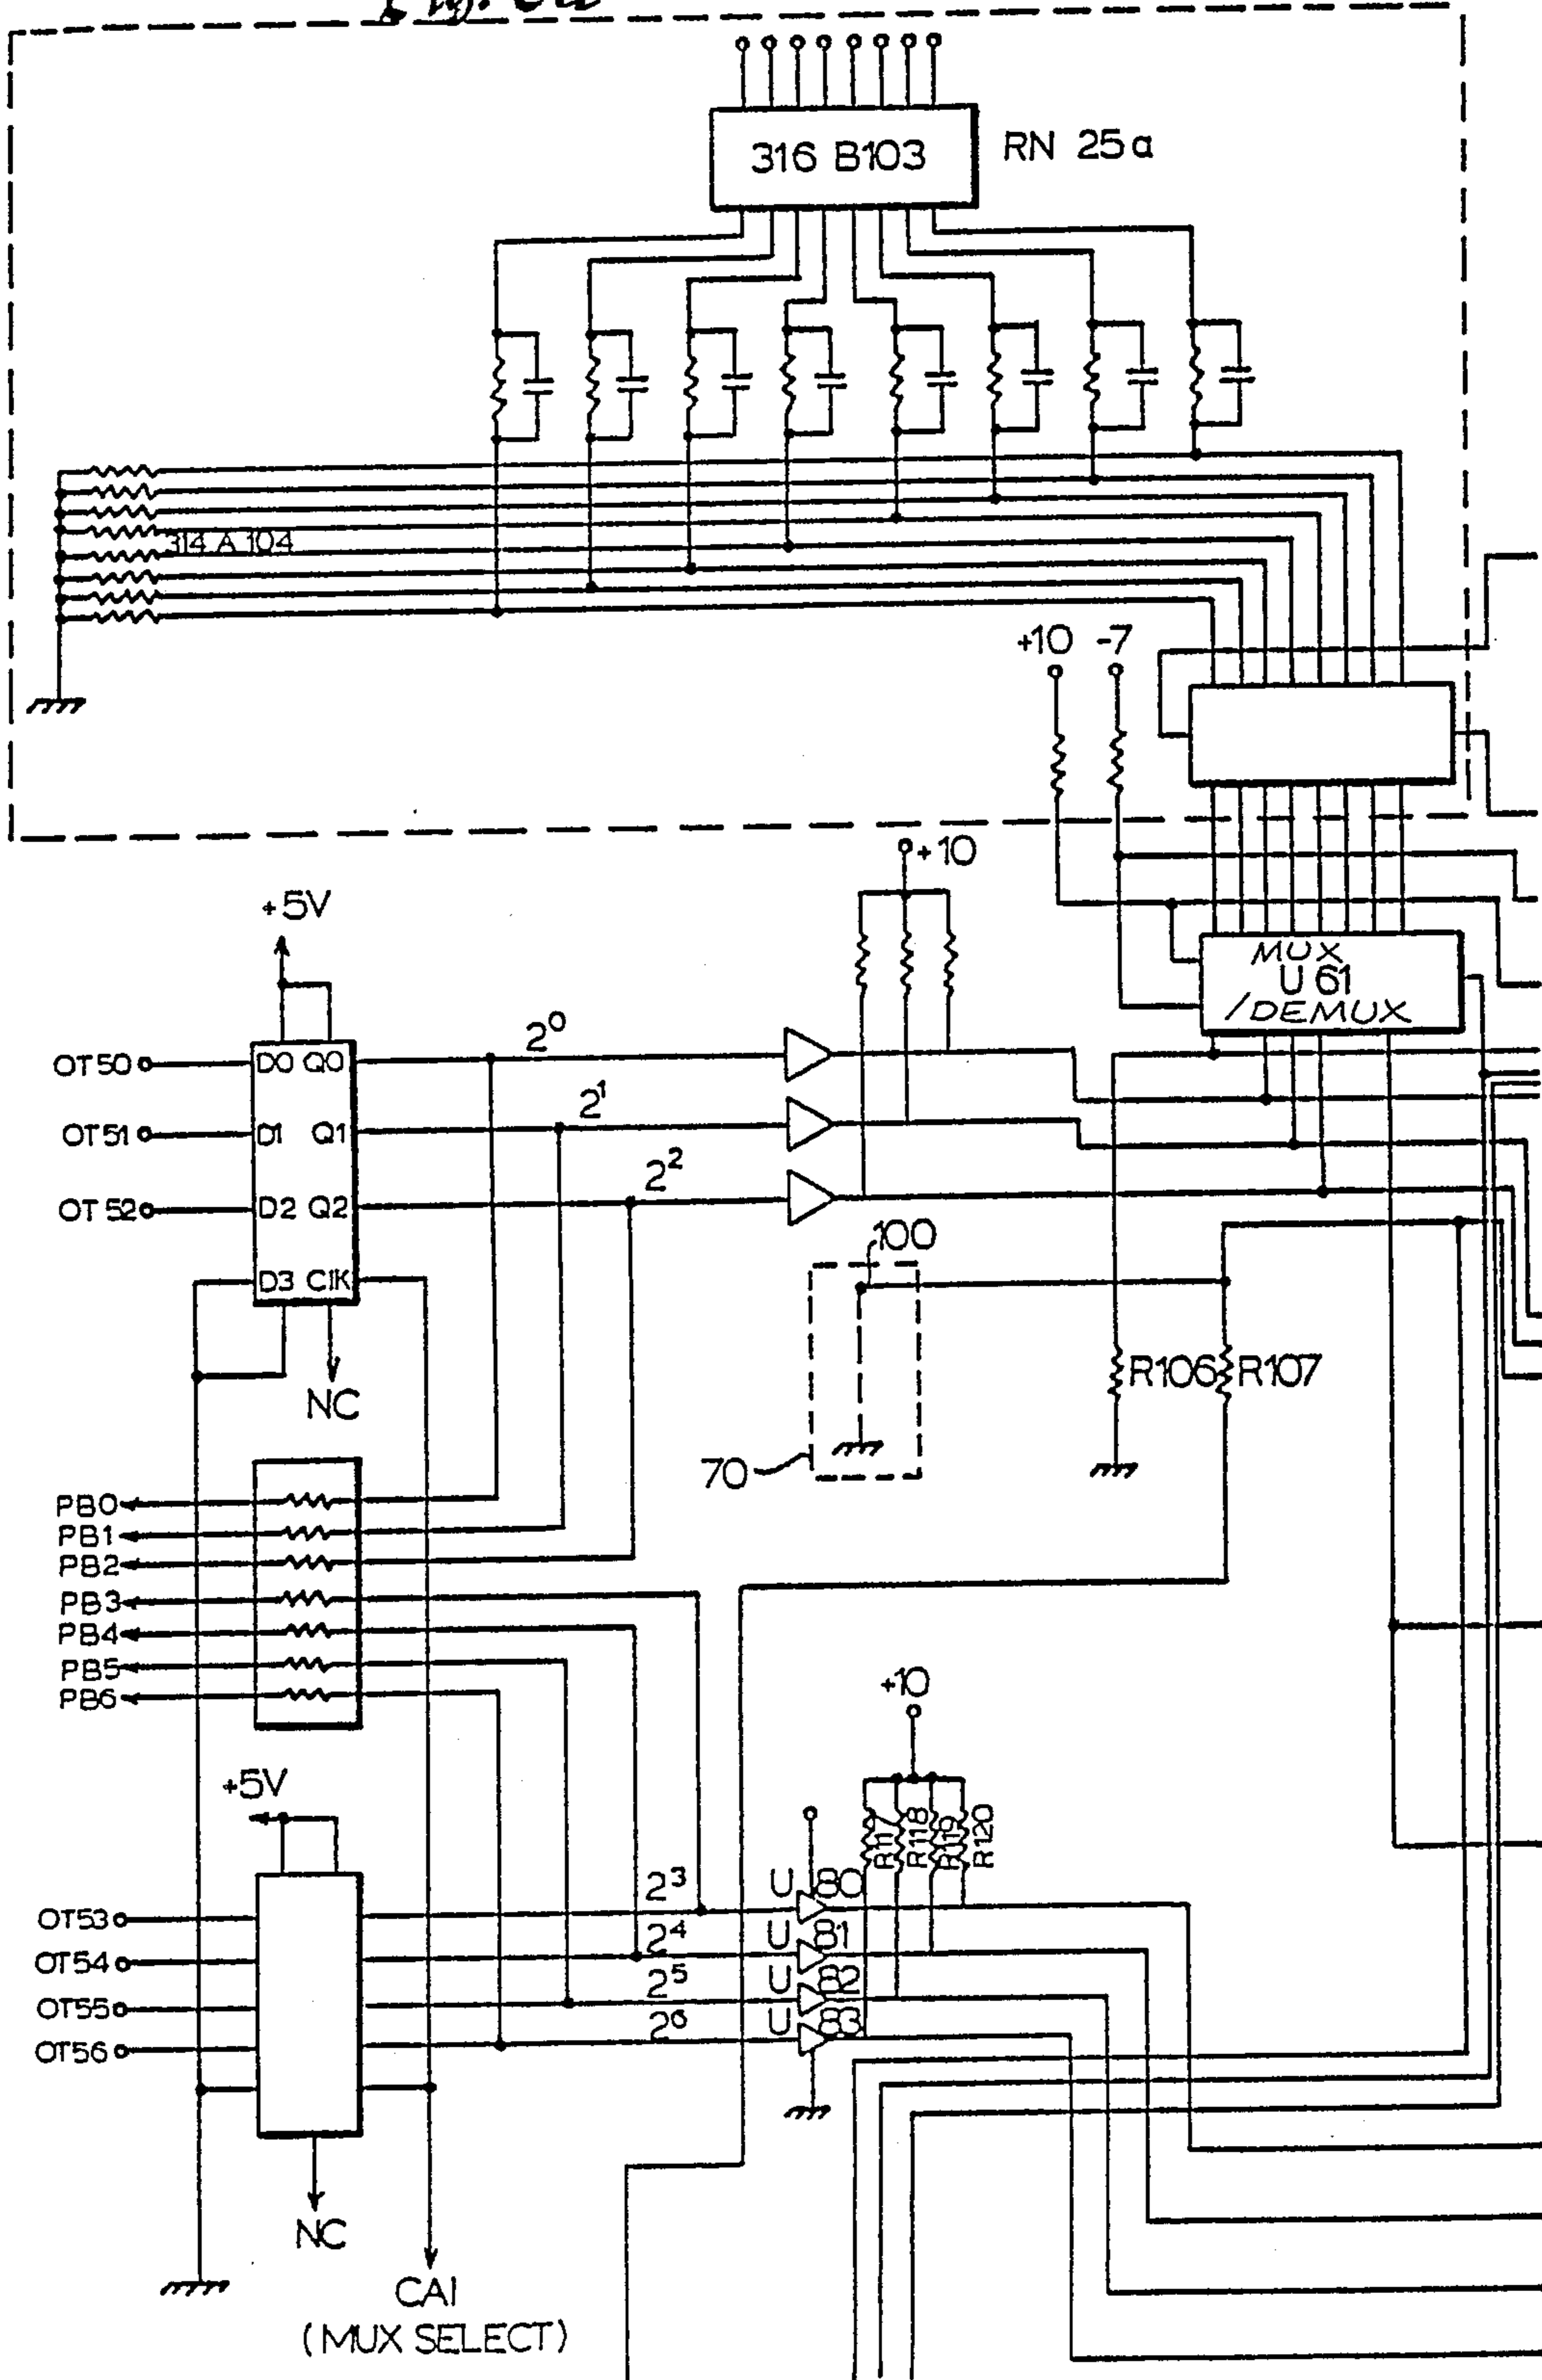 316 B103
RN 25a
314 A 104
+10 -7
+10
+5V
MUX
U 61
/DEMUX
2⁰
OT50
D0 Q0
2¹
OT51
D1 Q1
2²
OT52
D2 Q2
100
D3 ClK
R106
R107
NC
70
PB0
PB1
PB2
PB3
PB4
PB5
PB6
+10
+5V
R117
R118
R119
R120
2³
U 80
OT53
2⁴
U 81
OT54
2⁵
U 82
OT55
2⁶
U 83
OT56
NC
CA1
(MUX SELECT)